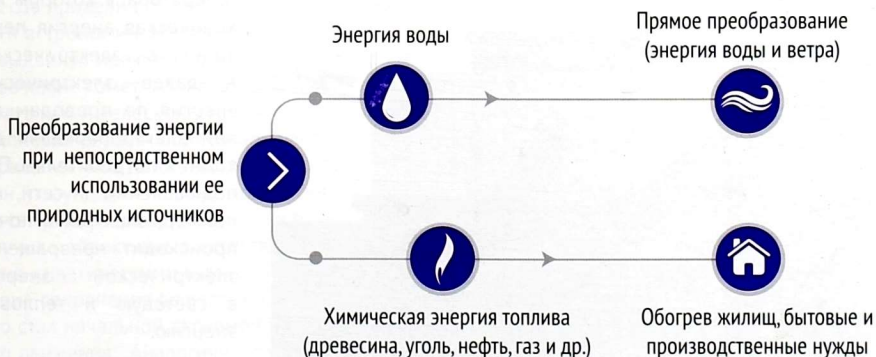 Энергия воды
Прямое преобразование
(энергия воды и ветра)
Преобразование энергии
при непосредственном
использовании ее
природных источников
Химическая энергия топлива
(древесина, уголь, нефть, газ и др.)
Обогрев жилищ, бытовые и
производственные нужды